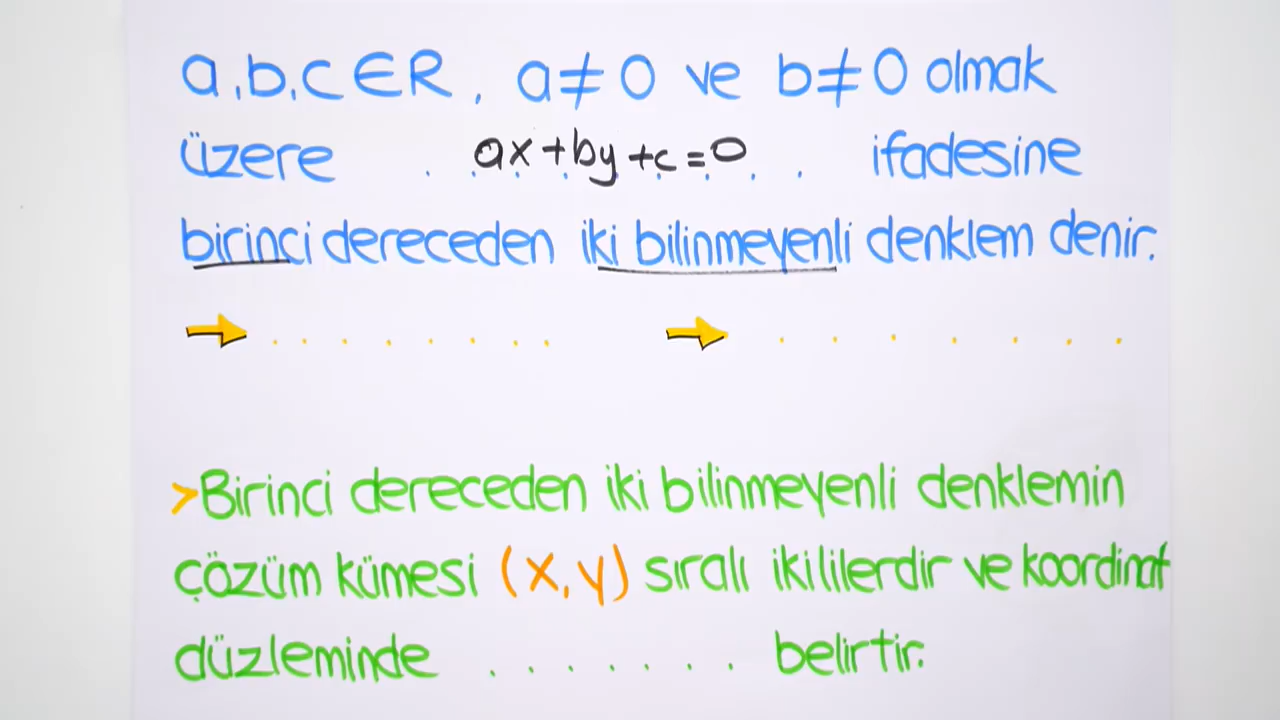 a,b,c ∈ R, a ≠ 0 ve b ≠ 0 olmak
üzere . ax + by + c = 0 . . ifadesine
birinci dereceden iki bilinmeyenli denklem denir.
➔ . . . . . . . . ➔ . . . . . . .
> Birinci dereceden iki bilinmeyenli denklemin
çözüm kümesi (x, y) sıralı ikililerdir ve koordinat
düzleminde . . . . . . . belirtir.